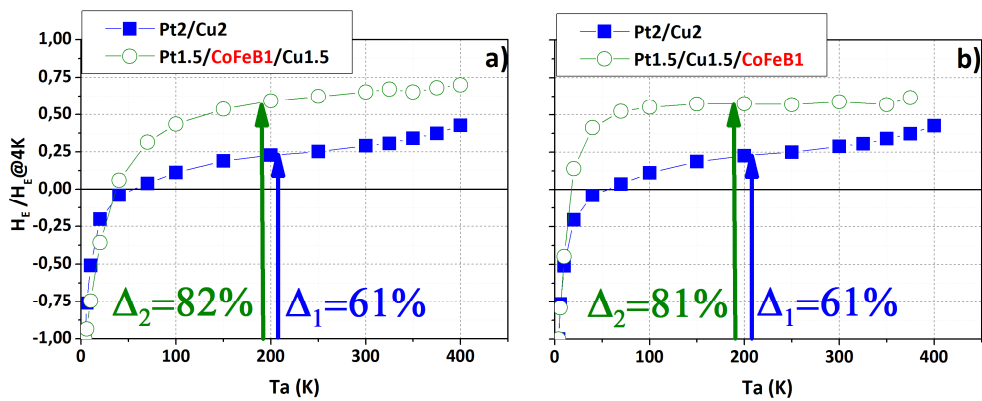 Pt2/Cu2
Pt1.5/CoFeB1/Cu1.5
a)
1,00
0,75
0,50
0,25
0,00
-0,25
-0,50
-0,75
-1,00
H_E /H_E@4K
Δ₂=82%
Δ₁=61%
0 100 200 300 400
Ta (K)
Pt2/Cu2
Pt1.5/Cu1.5/CoFeB1
b)
Δ₂=81%
Δ₁=61%
0 100 200 300 400
Ta (K)